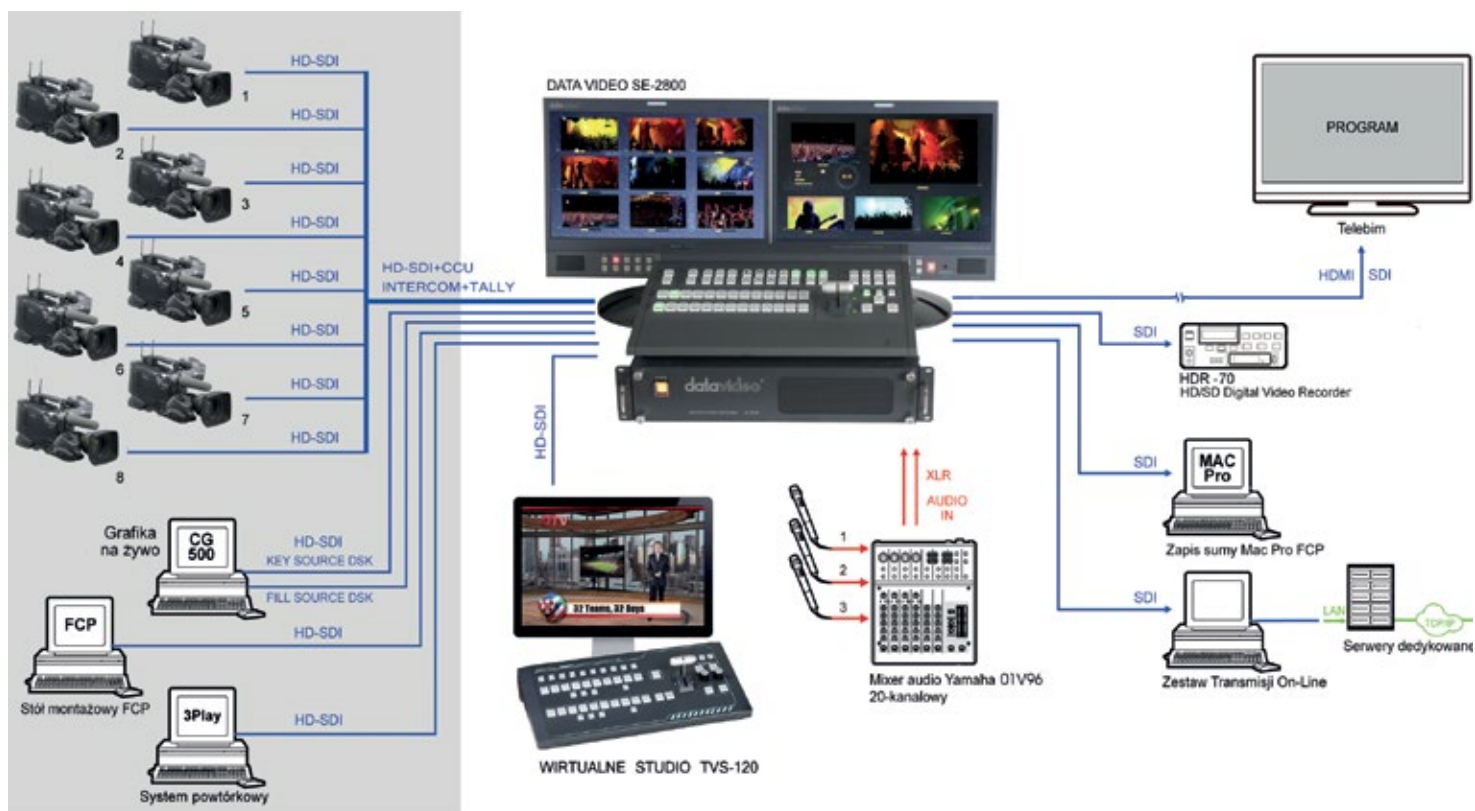 HD-SDI
1
HD-SDI
2
HD-SDI
3
HD-SDI
4
HD-SDI
5
HD-SDI
6
HD-SDI
7
HD-SDI
8
HD-SDI+CCU
INTERCOM+TALLY
Grafika
na żywo
CG
500
HD-SDI
KEY SOURCE DSK
FILL SOURCE DSK
FCP
HD-SDI
Stół montażowy FCP
3Play
HD-SDI
System powtórkowy
DATA VIDEO SE-2800
datavideo
HD-SDI
32 Teams, 32 Days
WIRTUALNE STUDIO TVS-120
XLR
AUDIO
IN
1
2
3
Mixer audio Yamaha 01V96
20-kanałowy
PROGRAM
Telebim
HDMI
SDI
SDI
HDR -70
HD/SD Digital Video Recorder
SDI
MAC
Pro
Zapis sumy Mac Pro FCP
SDI
Zestaw Transmisji On-Line
LAN
TCP/IP
Serwery dedykowane